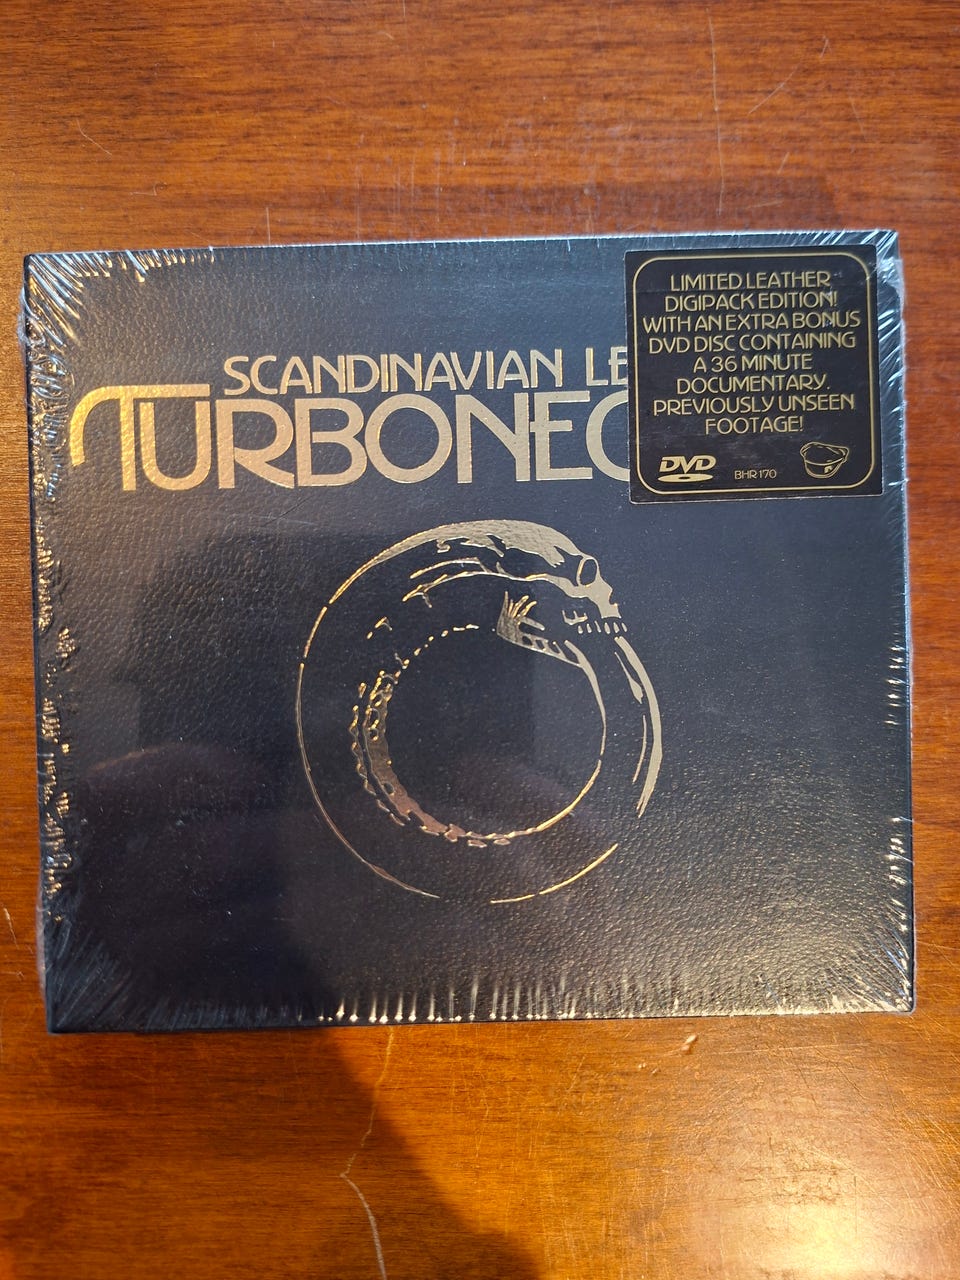 SCANDINAVIAN LE
TURBONEG
LIMITED LEATHER
DIGIPACK EDITION!
WITH AN EXTRA BONUS
DVD DISC CONTAINING
A 36 MINUTE
DOCUMENTARY.
PREVIOUSLY UNSEEN
FOOTAGE!
DVD
BHR 170